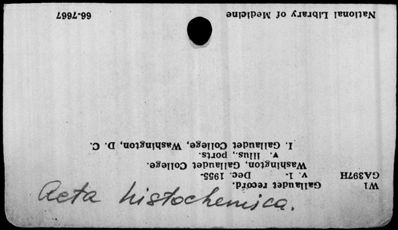 Acta histochemica.
W1 Gallaudet record.
GA397H v. 1- Dec. 1955-
Washington, Gallaudet College.
v. illus., ports.
I. Gallaudet College, Washington, D. C.
National Library of Medicine 66-7667